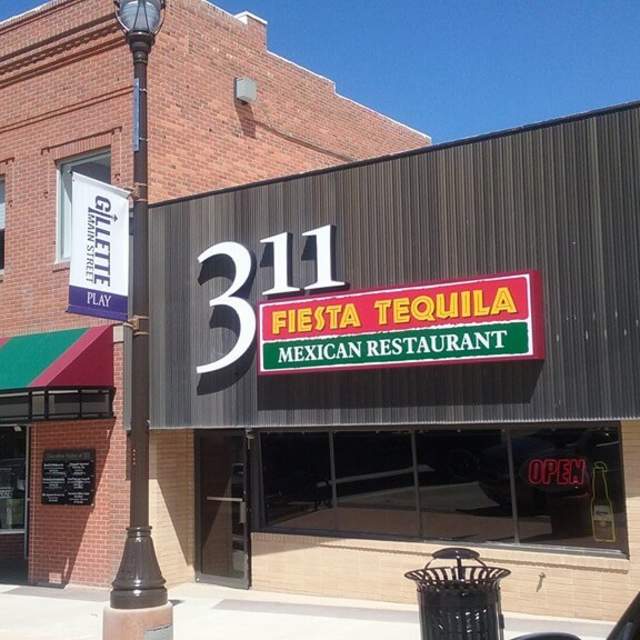 GILLETTE
MAIN STREET
PLAY
311
FIESTA TEQUILA
MEXICAN RESTAURANT
OPEN